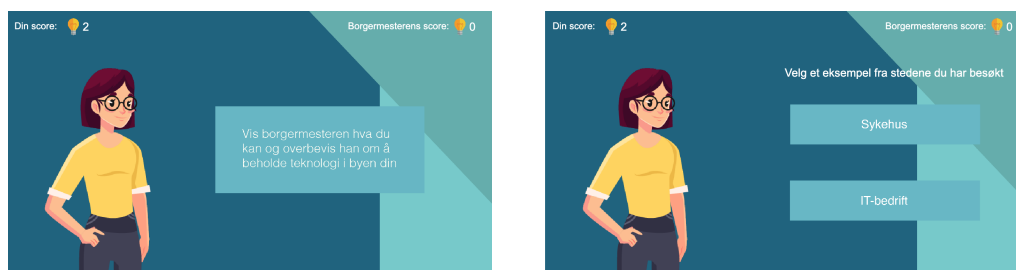 Din score: 2
Borgermesterens score: 0
Vis borgermesteren hva du
kan og overbevis han om å
beholde teknologi i byen din
Din score: 2
Borgermesterens score: 0
Velg et eksempel fra stedene du har besøkt
Sykehus
IT-bedrift